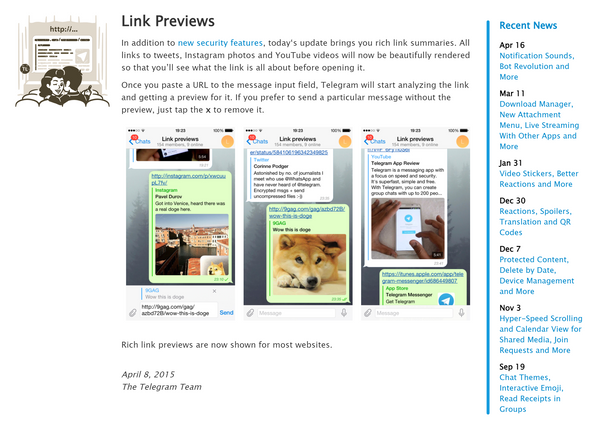 http://...
TL
Link Previews
In addition to new security features, today's update brings you rich link summaries. All
links to tweets, Instagram photos and YouTube videos will now be beautifully rendered
so that you'll see what the link is all about before opening it.
Once you paste a URL to the message input field, Telegram will start analyzing the link
and getting a preview for it. If you prefer to send a particular message without the
preview, just tap the x to remove it.
19:23
100%
Chats
Link previews
154 members, 9 online
http://instagram.com/p/xwcuu
pL7h/
Instagram
Pavel Durov
Got into Venice, heard there was
a real doge here.
9GAG
Wow this is doge
http://9gag.com/gag/
azbd72B/wow-this-is-doge
Send
19:23
100%
Chats
Link previews
154 members, 9 online
er/status/584106196342349825
Twitter
Corinne Podger
Astonished by no. of journalists I
meet who use @WhatsApp and
have never heard of @telegram.
Encrypted msgs + send
uncompressed files :-)
http://9gag.com/gag/azbd72B/
wow-this-is-doge
9GAG
Wow this is doge
Message
19:23
100%
Chats
Link previews
154 members, 9 online
YouTube
Telegram App Review
Telegram is a messaging app with
a focus on speed and security.
It's superfast, simple and free.
With Telegram, you can create
group chats with up to 200 peo...
https://itunes.apple.com/app/tele
gram-messenger/id686449807
App Store
Telegram Messenger
Get Telegram
Message
Rich link previews are now shown for most websites.
April 8, 2015
The Telegram Team
Recent News
Apr 16
Notification Sounds,
Bot Revolution and
More
Mar 11
Download Manager,
New Attachment
Menu, Live Streaming
With Other Apps and
More
Jan 31
Video Stickers, Better
Reactions and More
Dec 30
Reactions, Spoilers,
Translation and QR
Codes
Dec 7
Protected Content,
Delete by Date,
Device Management
and More
Nov 3
Hyper-Speed Scrolling
and Calendar View for
Shared Media, Join
Requests and More
Sep 19
Chat Themes,
Interactive Emoji,
Read Receipts in
Groups